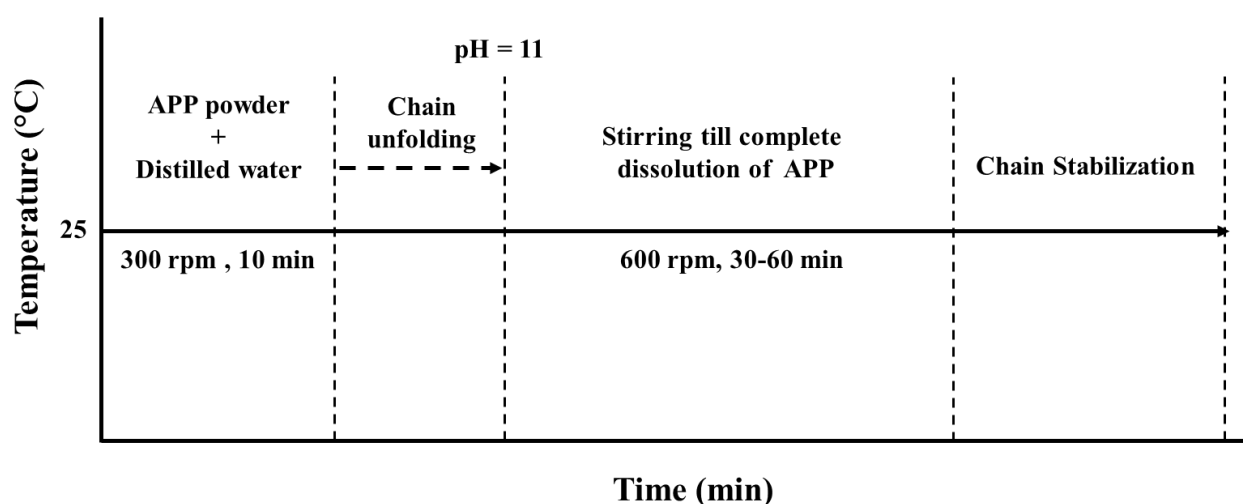 pH = 11
APP powder
+
Distilled water
Chain
unfolding
Stirring till complete
dissolution of APP
Chain Stabilization
Temperature (°C)
25
300 rpm , 10 min
600 rpm, 30-60 min
Time (min)